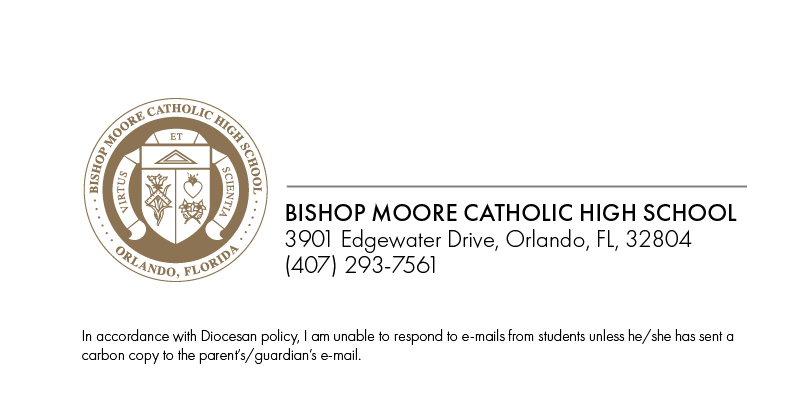 BISHOP MOORE CATHOLIC HIGH SCHOOL
ET
VIRTUS
SCIENTIA
ORLANDO, FLORIDA
BISHOP MOORE CATHOLIC HIGH SCHOOL
3901 Edgewater Drive, Orlando, FL, 32804
(407) 293-7561
In accordance with Diocesan policy, I am unable to respond to e-mails from students unless he/she has sent a
carbon copy to the parent's/guardian's e-mail.